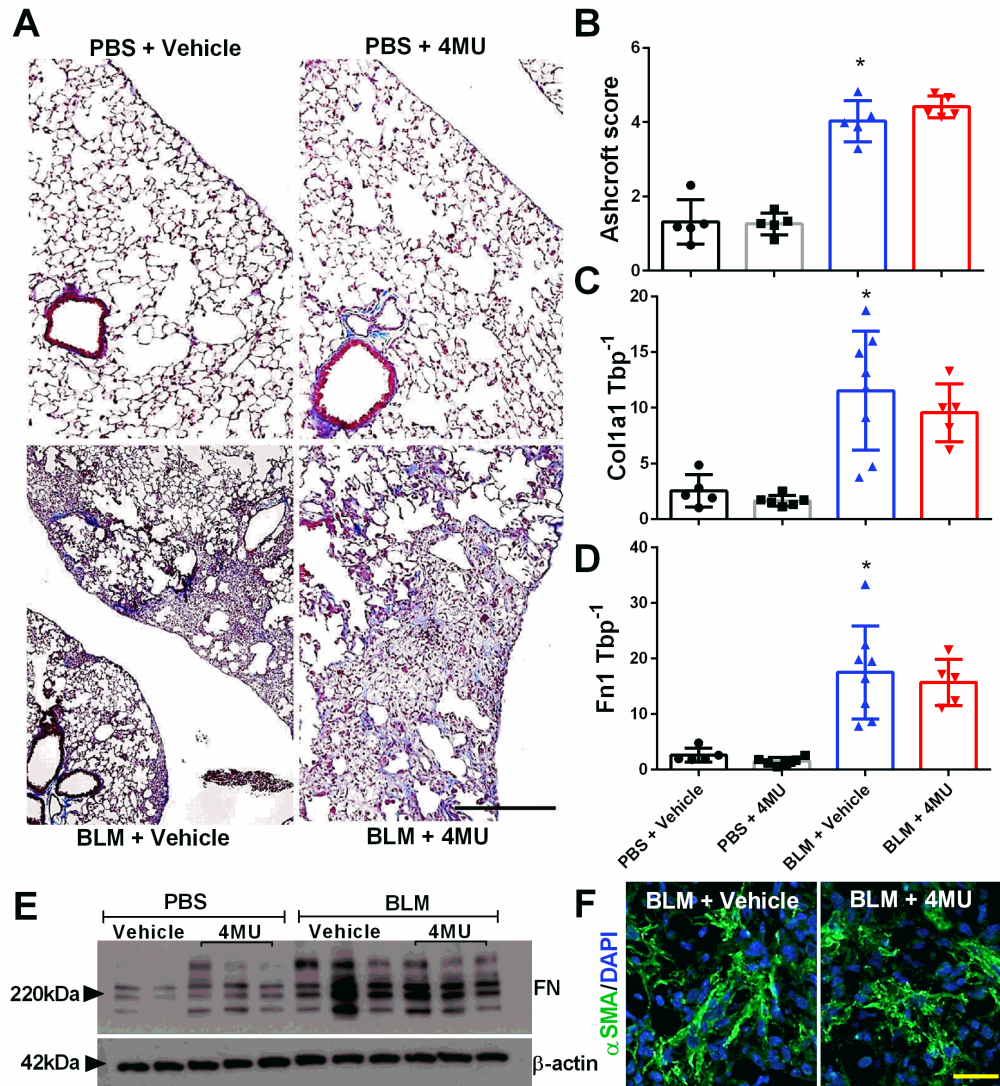 A
PBS + Vehicle
PBS + 4MU
BLM + Vehicle
BLM + 4MU
B
Ashcroft score
6
4
2
0
*
C
Col1a1 Tbp-1
20
15
10
5
0
*
D
Fn1 Tbp-1
40
30
20
10
0
*
PBS + Vehicle
PBS + 4MU
BLM + Vehicle
BLM + 4MU
E
PBS
BLM
Vehicle
4MU
Vehicle
4MU
220kDa
FN
42kDa
β-actin
F
BLM + Vehicle
BLM + 4MU
αSMA/DAPI